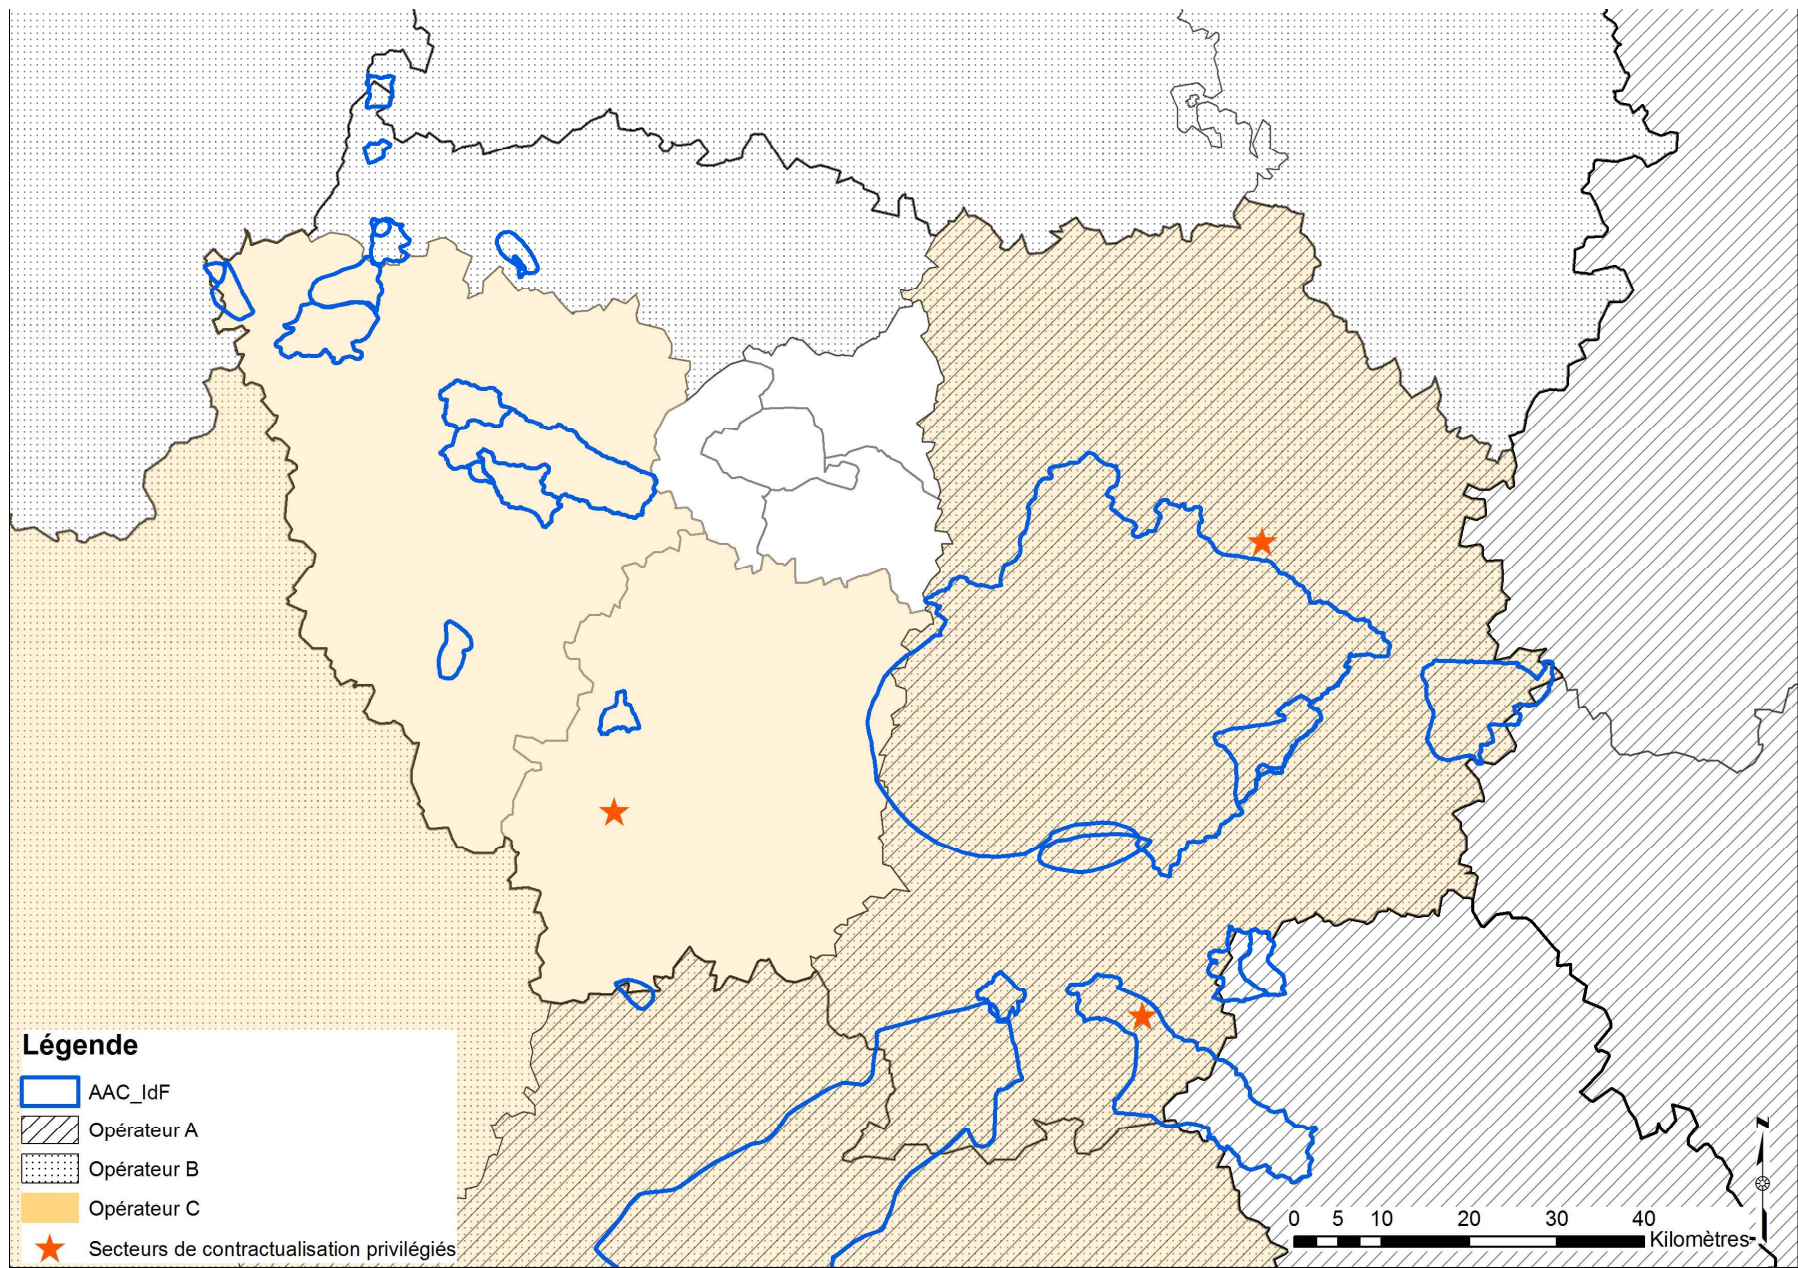 Légende
AAC_IdF
Opérateur A
Opérateur B
Opérateur C
Secteurs de contractualisation privilégiés
N
0 5 10 20 30 40
Kilomètres